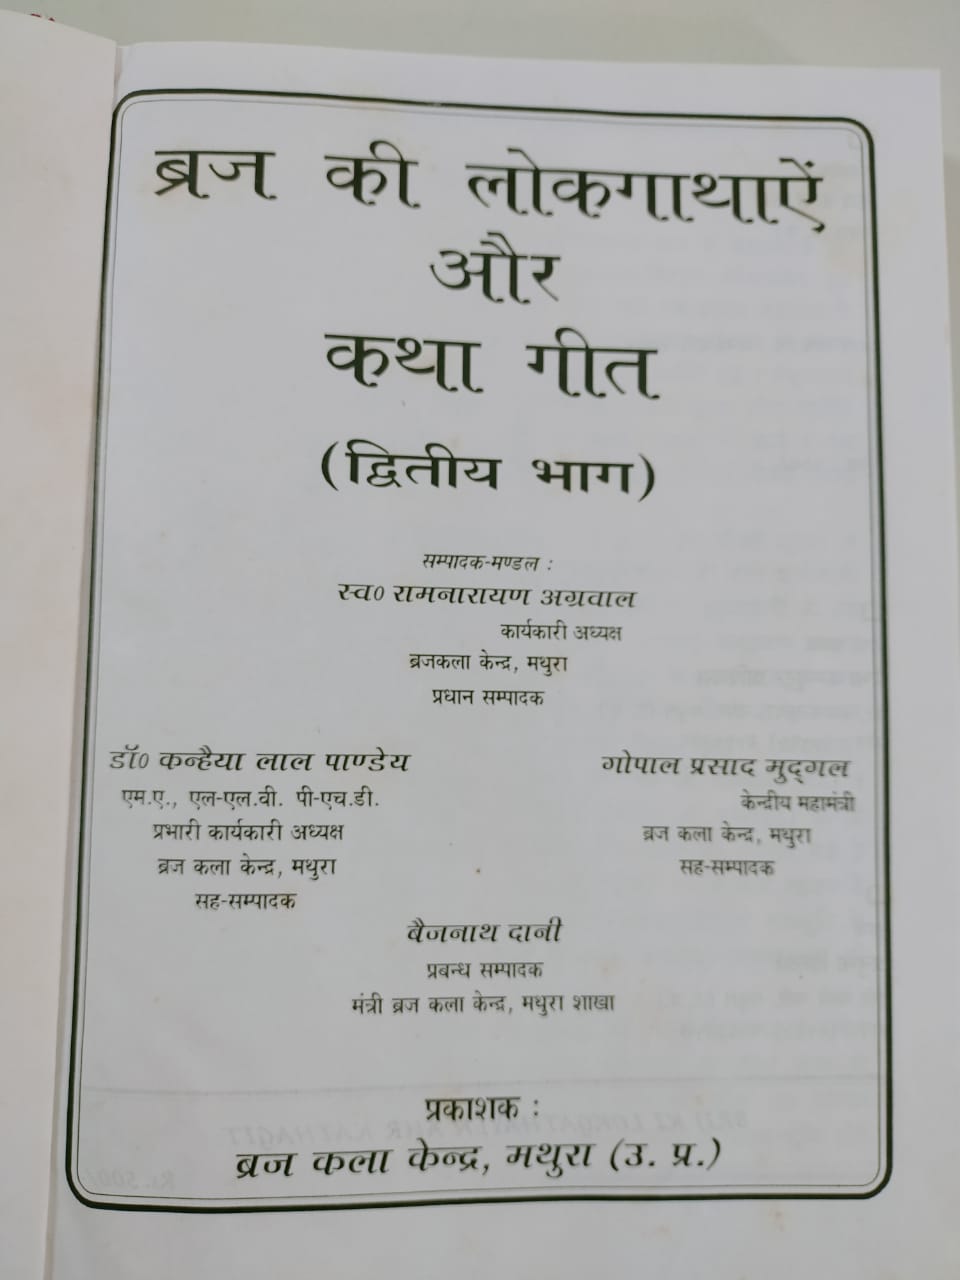 ब्रज की लोकगाथाऐं
और
कथा गीत
(द्वितीय भाग)
सम्पादक-मण्डल :
स्व० रामनारायण अग्रवाल
कार्यकारी अध्यक्ष
ब्रजकला केन्द्र, मथुरा
प्रधान सम्पादक
डॉ० कन्हैया लाल पाण्डेय
एम.ए., एल-एल.वी. पी-एच.डी.
प्रभारी कार्यकारी अध्यक्ष
ब्रज कला केन्द्र, मथुरा
सह-सम्पादक
गोपाल प्रसाद मुद्गल
केन्द्रीय महामंत्री
ब्रज कला केन्द्र, मथुरा
सह-सम्पादक
बैजनाथ दानी
प्रबन्ध सम्पादक
मंत्री ब्रज कला केन्द्र, मथुरा शाखा
प्रकाशक :
ब्रज कला केन्द्र, मथुरा (उ. प्र.)